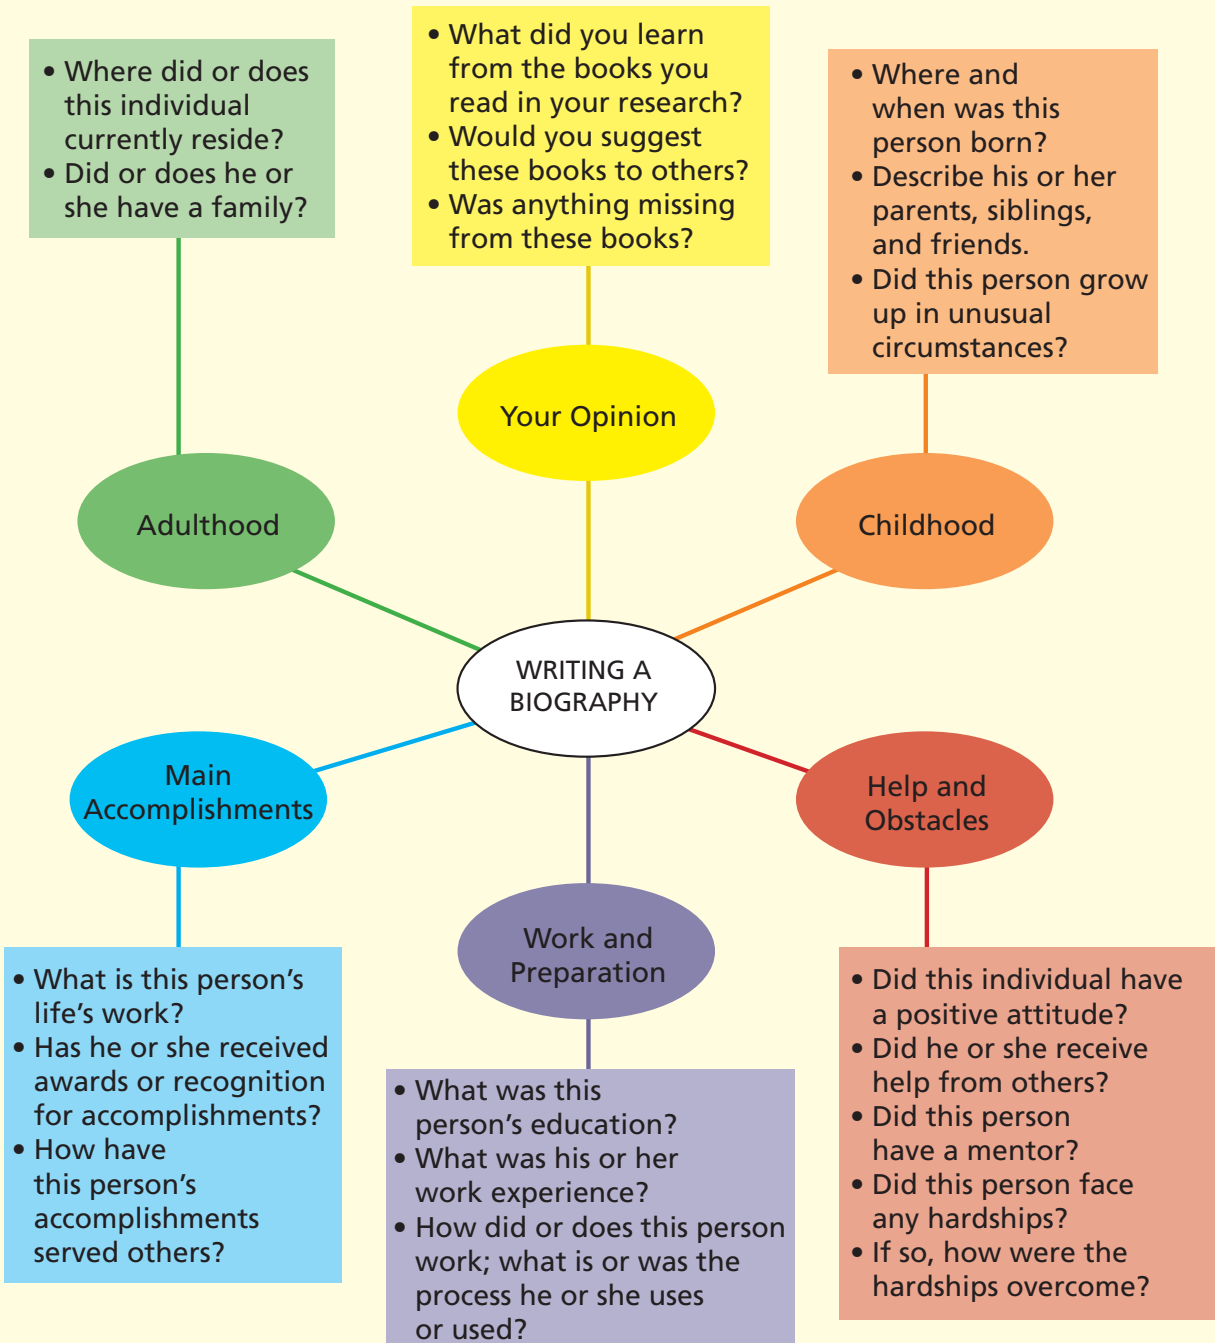 • Where did or does
this individual
currently reside?
• Did or does he or
she have a family?
• What did you learn
from the books you
read in your research?
• Would you suggest
these books to others?
• Was anything missing
from these books?
• Where and
when was this
person born?
• Describe his or her
parents, siblings,
and friends.
• Did this person grow
up in unusual
circumstances?
Adulthood
Your Opinion
Childhood
WRITING A
BIOGRAPHY
Main
Accomplishments
Work and
Preparation
Help and
Obstacles
• What is this person’s
life’s work?
• Has he or she received
awards or recognition
for accomplishments?
• How have
this person’s
accomplishments
served others?
• What was this
person’s education?
• What was his or her
work experience?
• How did or does this person
work; what is or was the
process he or she uses
or used?
• Did this individual have
a positive attitude?
• Did he or she receive
help from others?
• Did this person
have a mentor?
• Did this person face
any hardships?
• If so, how were the
hardships overcome?